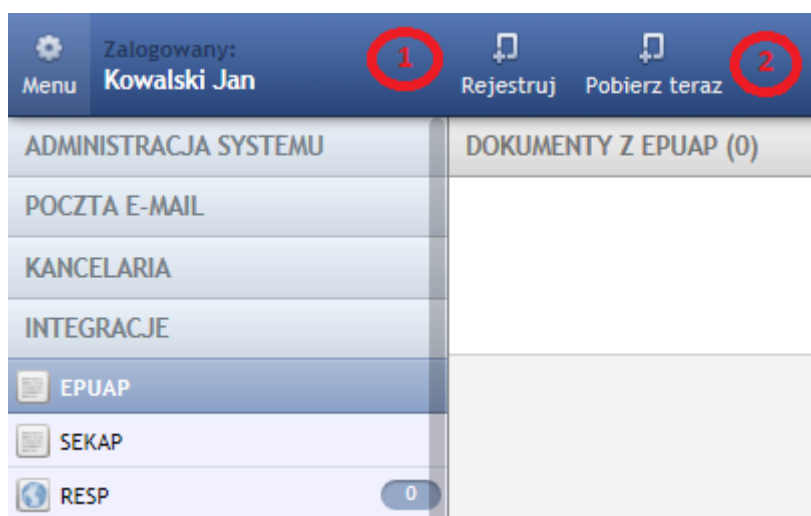 Menu
Zalogowany:
Kowalski Jan
1
Rejestruj
Pobierz teraz
2
ADMINISTRACJA SYSTEMU
POCZTA E-MAIL
KANCELARIA
INTEGRACJE
EPUAP
SEKAP
RESP
0
DOKUMENTY Z EPUAP (0)